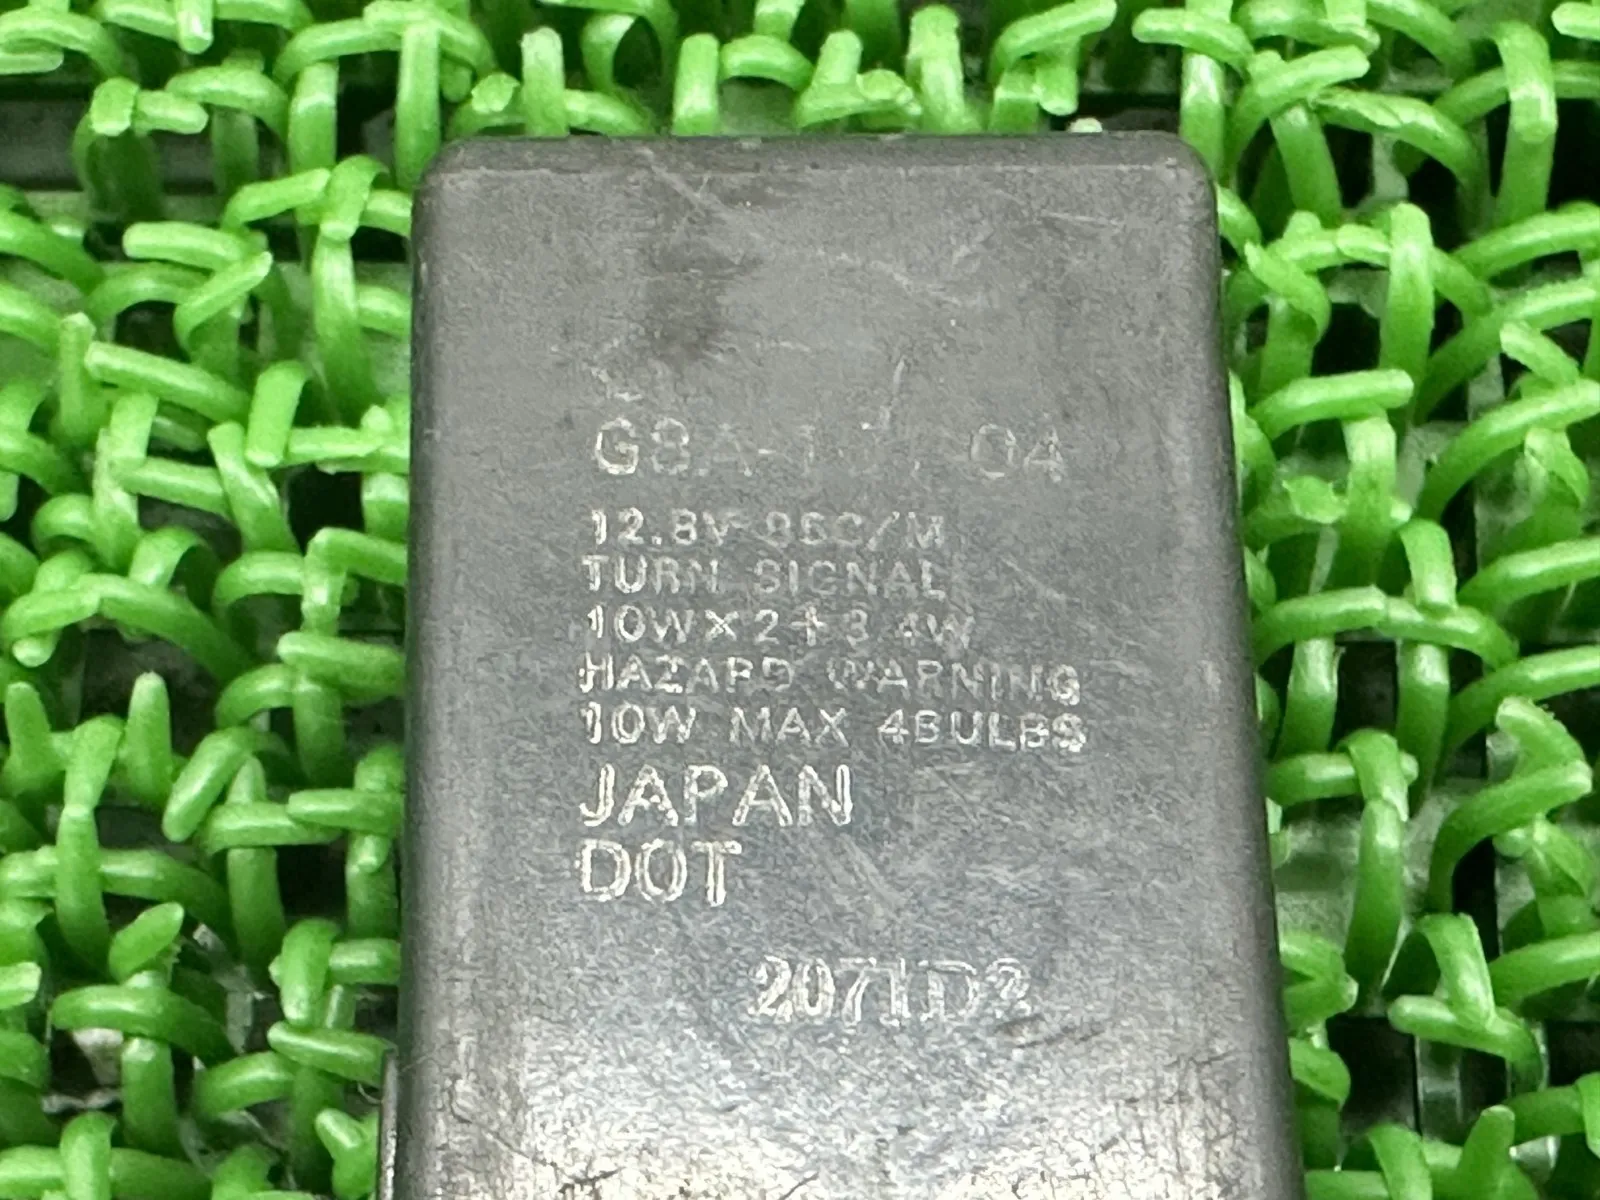 12.8V 85C/M
TURN SIGNAL
10W×2+3.4W
HAZARD WARNING
10W MAX 4BULBS
JAPAN
DOT
2071D2